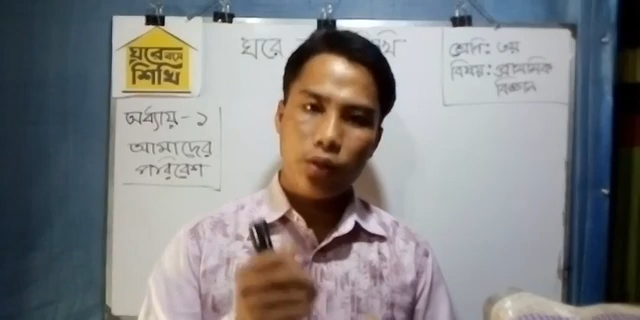 ঘরে বসে
শিখি
ঘরে শিখি
শ্রেণি: ৩য়
বিষয়: প্রাথমিক
বিজ্ঞান
অধ্যায় - ১
আমাদের
পরিবেশ